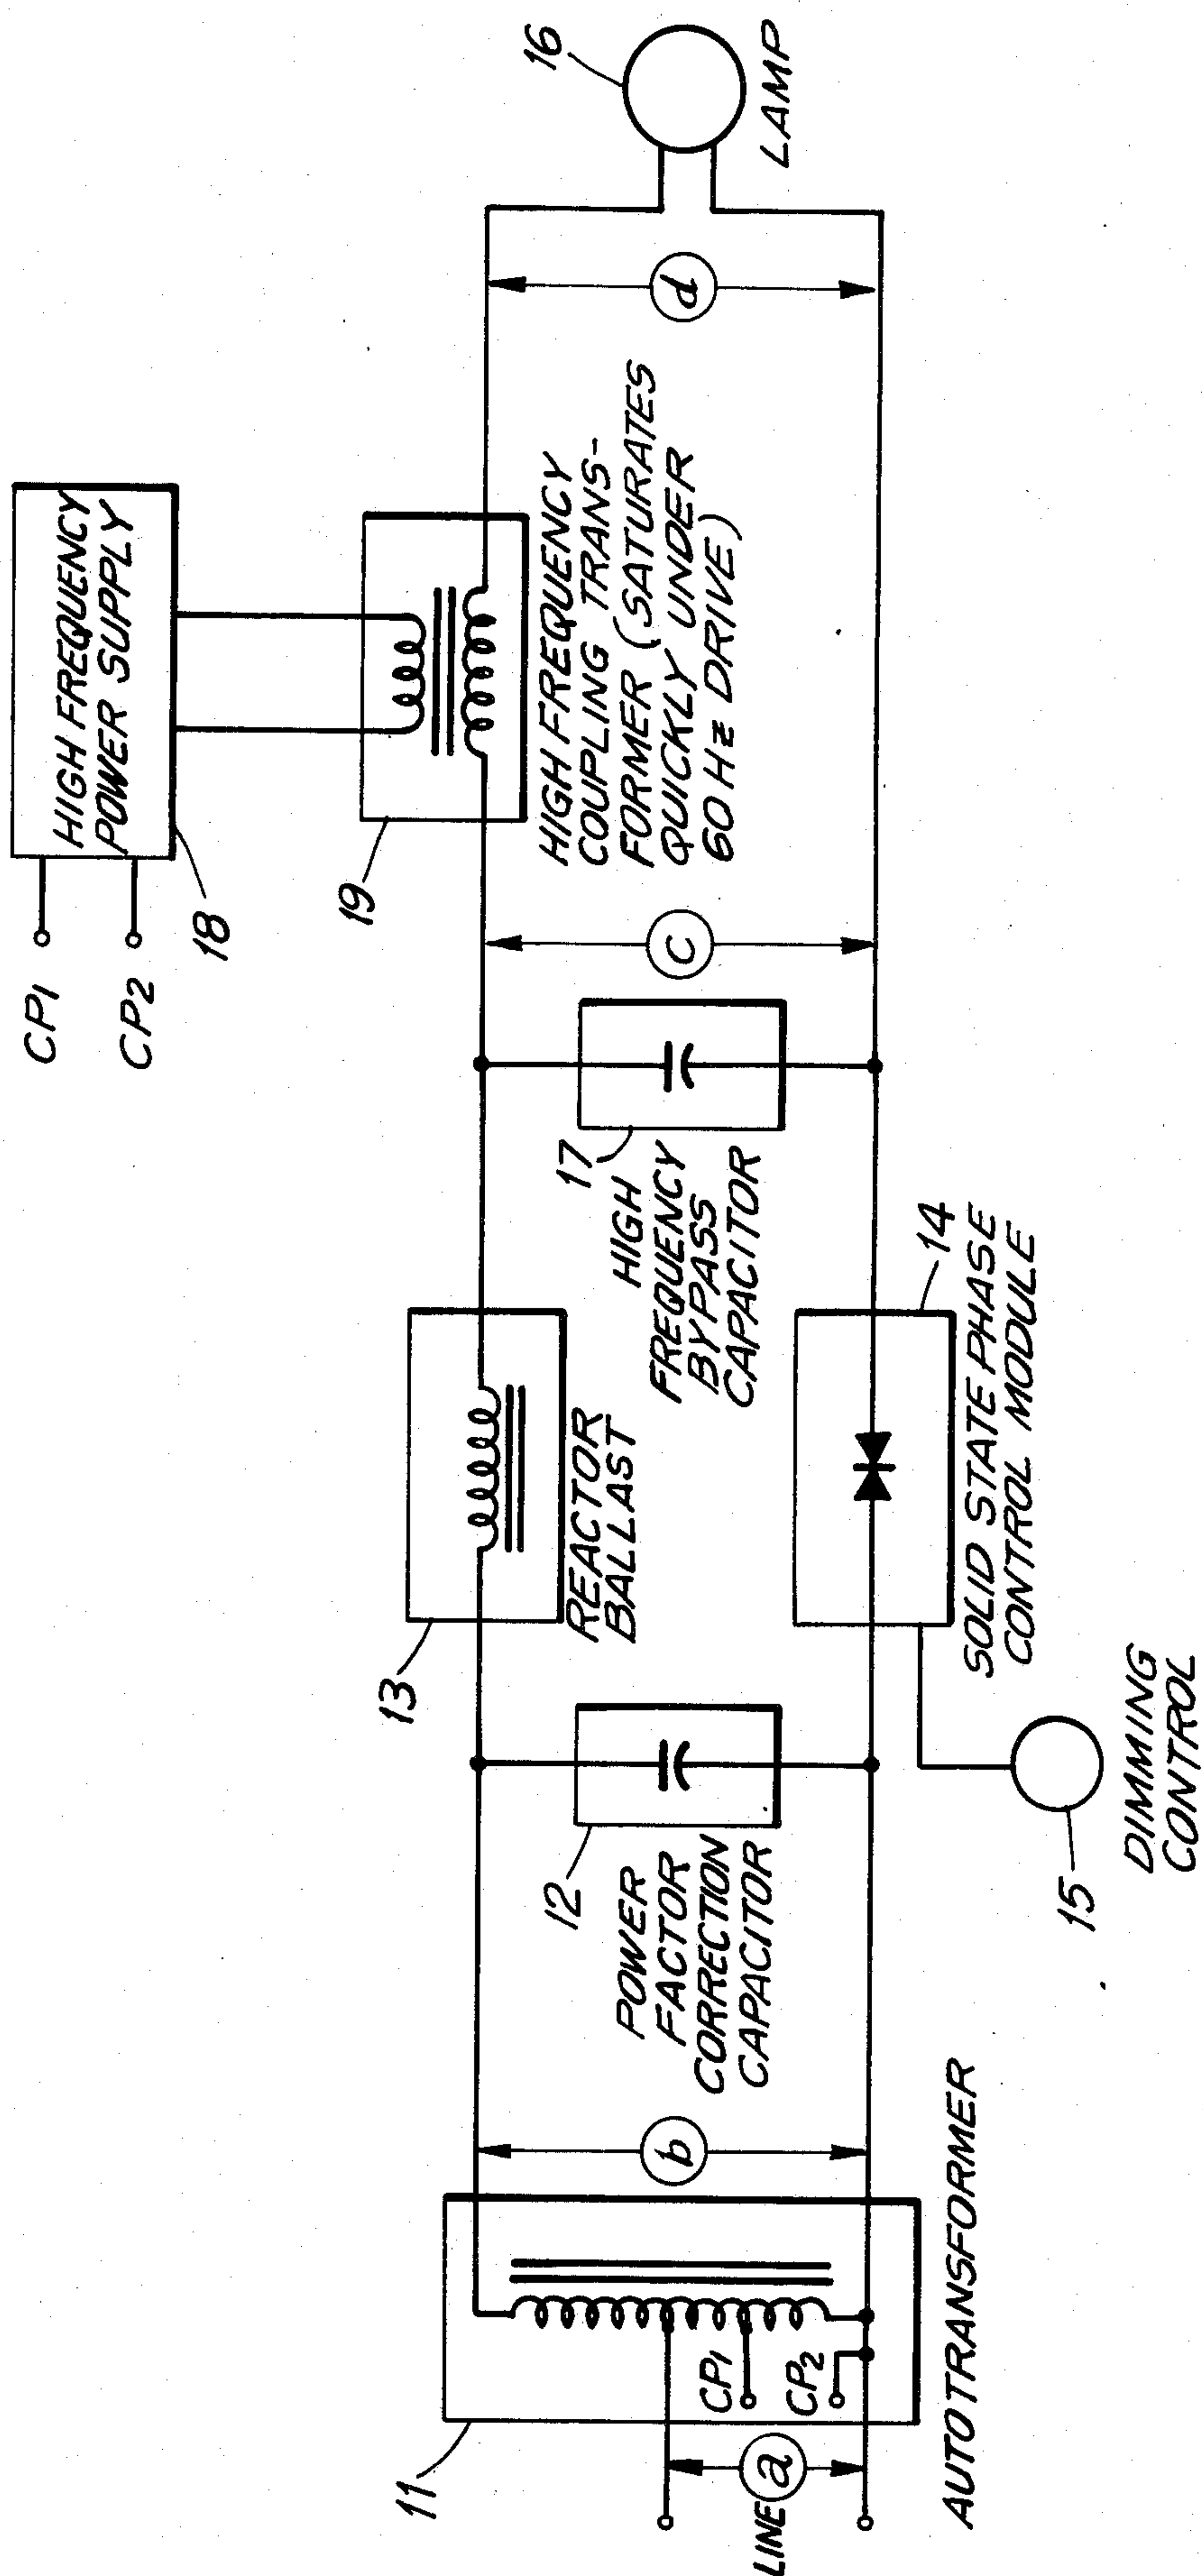 CP1
CP2
HIGH FREQUENCY
POWER SUPPLY
18
19
HIGH FREQUENCY
COUPLING TRANS-
FORMER (SATURATES
QUICKLY UNDER
60 Hz DRIVE)
16
LAMP
d
c
17
HIGH
FREQUENCY
BYPASS
CAPACITOR
13
REACTOR
BALLAST
14
SOLID STATE PHASE
CONTROL MODULE
12
POWER
FACTOR
CORRECTION
CAPACITOR
15
DIMMING
CONTROL
b
11
CP1
CP2
LINE
a
AUTOTRANSFORMER